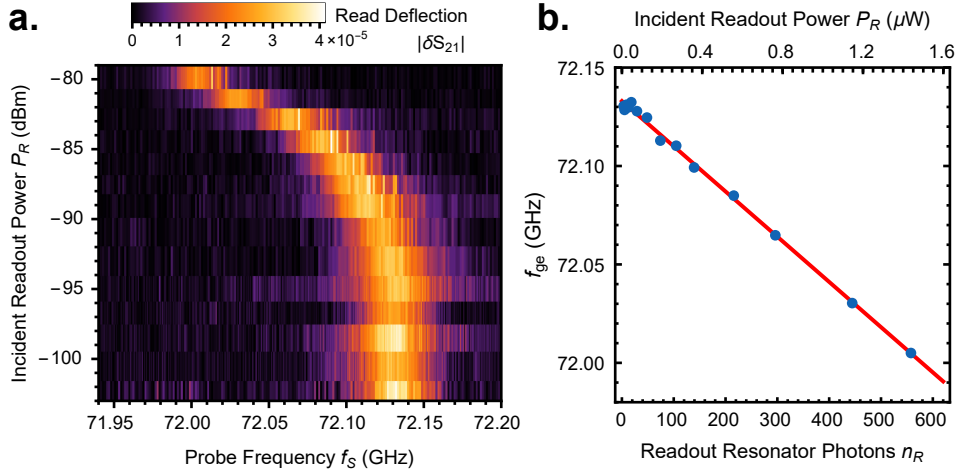 a.
Read Deflection
0 1 2 3 4 ×10⁻⁵
|δS₂₁|
Incident Readout Power P_R (dBm)
−80
−85
−90
−95
−100
71.95 72.00 72.05 72.10 72.15 72.20
Probe Frequency f_S (GHz)
b.
Incident Readout Power P_R (μW)
0.0 0.4 0.8 1.2 1.6
f_ge (GHz)
72.15
72.10
72.05
72.00
0 100 200 300 400 500 600
Readout Resonator Photons n_R